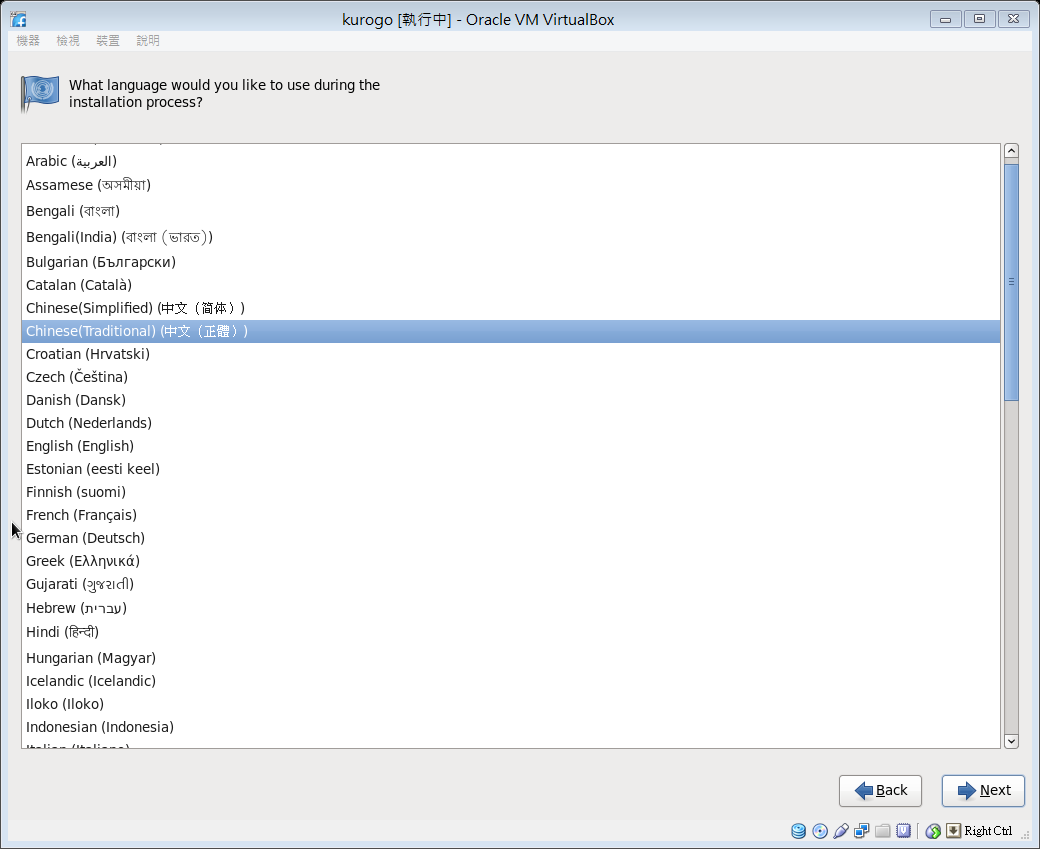 kurogo [執行中] - Oracle VM VirtualBox
機器 檢視 裝置 說明
What language would you like to use during the
installation process?
Arabic (العربية)
Assamese (অসমীয়া)
Bengali (বাংলা)
Bengali(India) (বাংলা (ভারত))
Bulgarian (Български)
Catalan (Català)
Chinese(Simplified) (中文（简体）)
Chinese(Traditional) (中文（正體）)
Croatian (Hrvatski)
Czech (Čeština)
Danish (Dansk)
Dutch (Nederlands)
English (English)
Estonian (eesti keel)
Finnish (suomi)
French (Français)
German (Deutsch)
Greek (Ελληνικά)
Gujarati (ગુજરાતી)
Hebrew (עברית)
Hindi (हिन्दी)
Hungarian (Magyar)
Icelandic (Icelandic)
Iloko (Iloko)
Indonesian (Indonesia)
Italian (Italiano)
Back Next
Right Ctrl